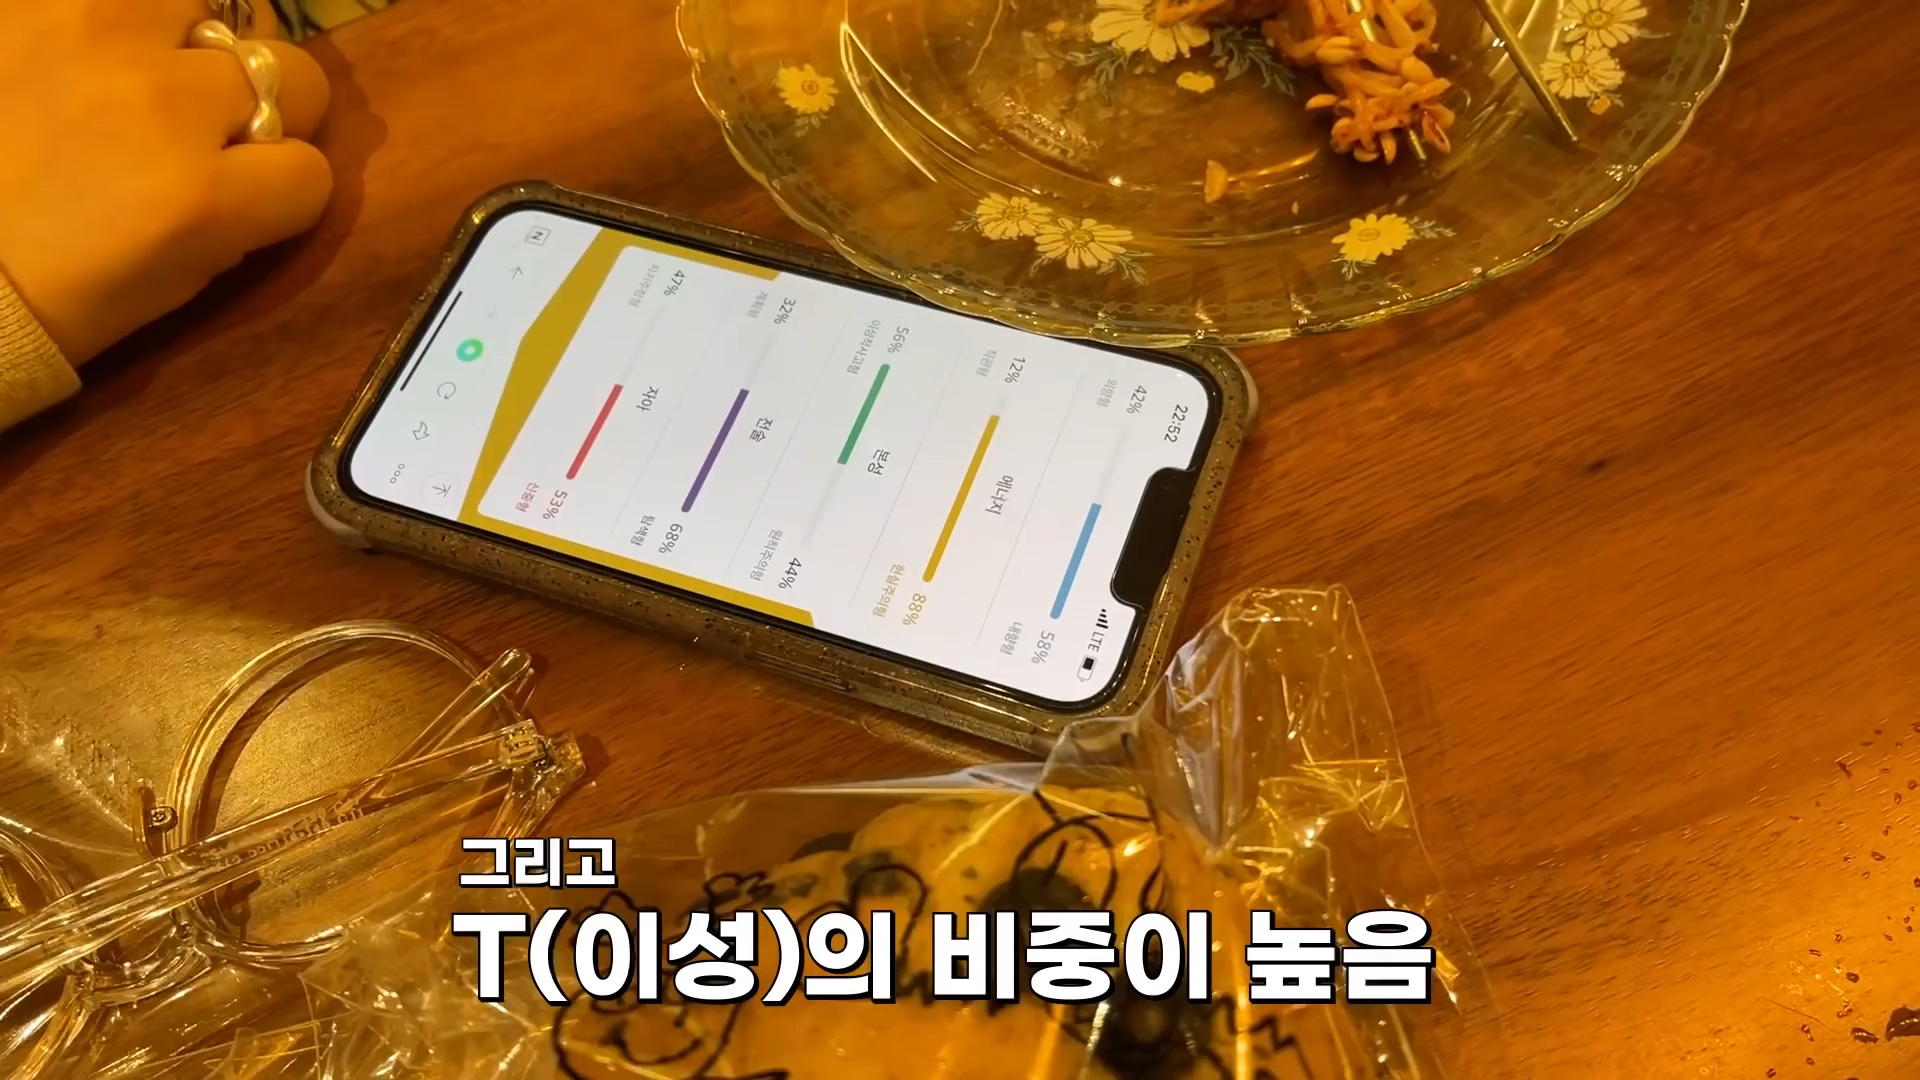 22:52
LTE
42%
58%
외향형
내향형
에너지
12%
88%
직관형
현실주의형
본성
56%
44%
이성적사고형
원칙주의형
전술
32%
68%
계획형
탐색형
자아
47%
53%
자기주장형
신중형
N
그리고
T(이성)의 비중이 높음